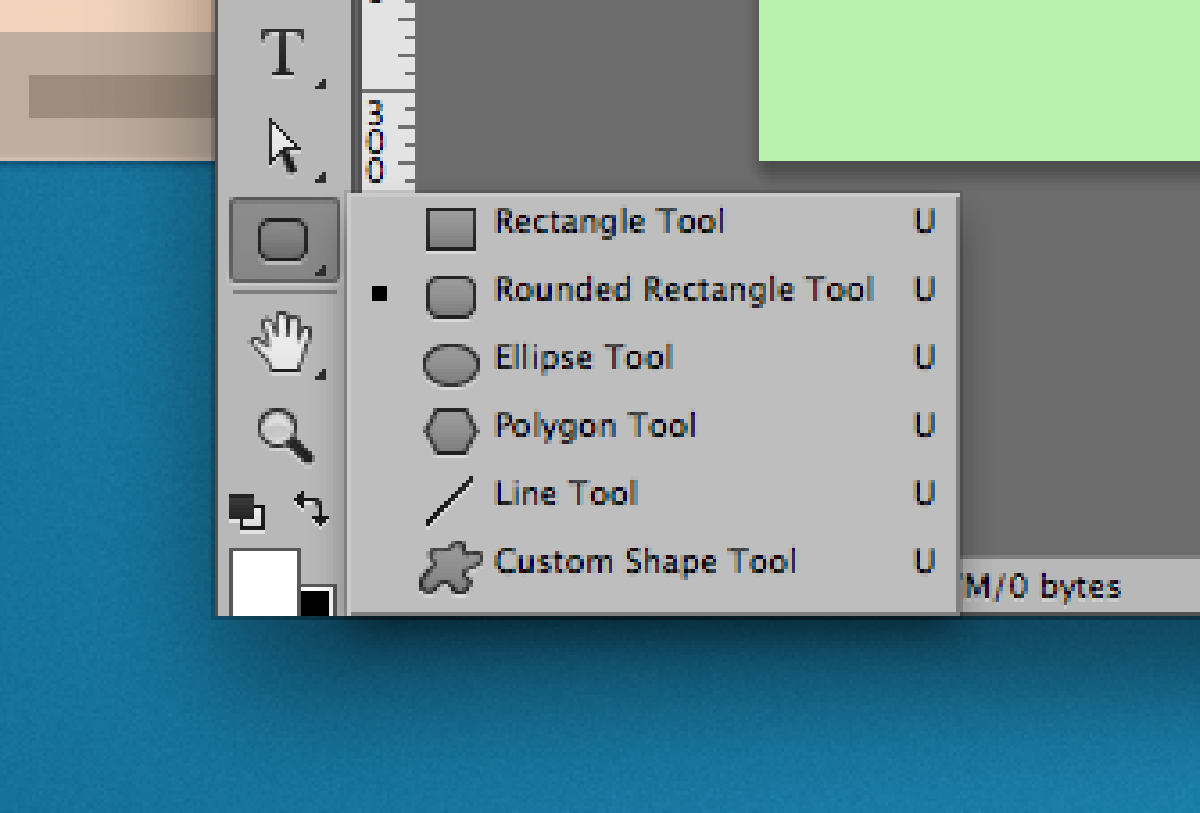 T
300
Rectangle Tool U
Rounded Rectangle Tool U
Ellipse Tool U
Polygon Tool U
Line Tool U
Custom Shape Tool U
M/0 bytes